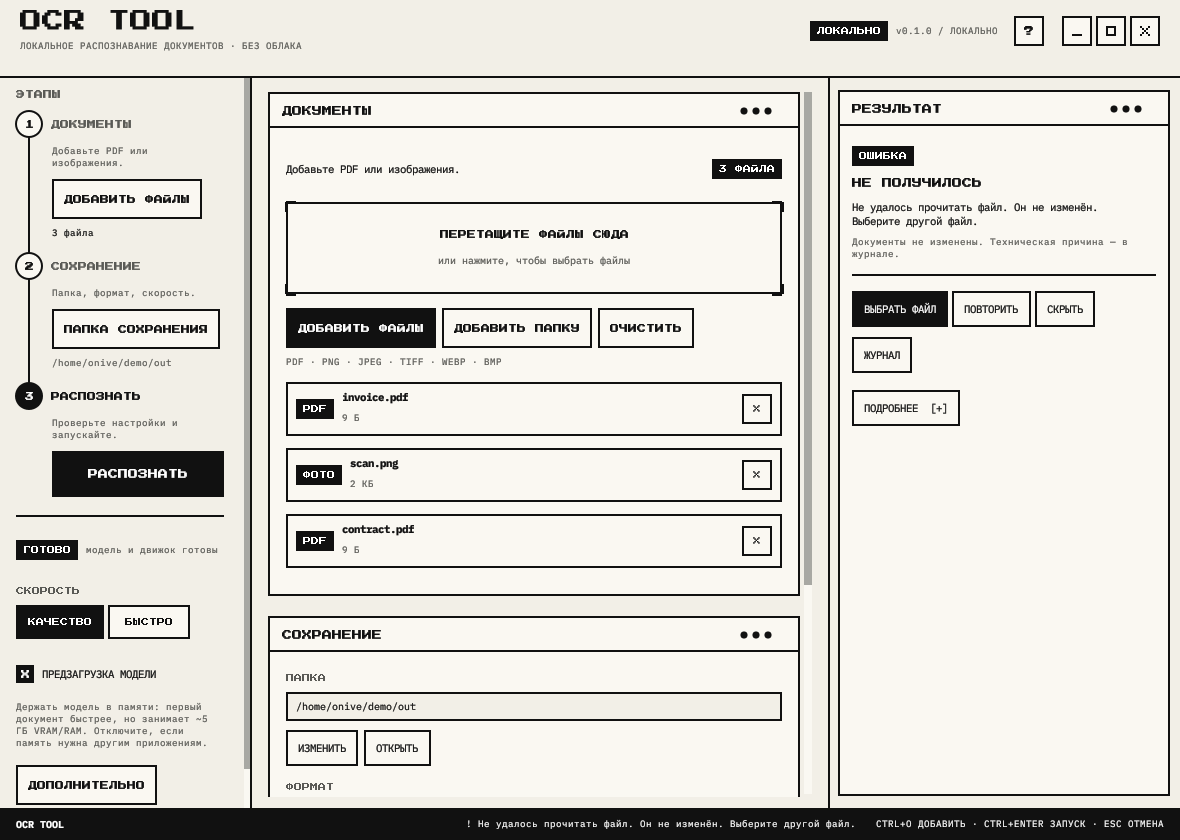 OCR TOOL
ЛОКАЛЬНОЕ РАСПОЗНАВАНИЕ ДОКУМЕНТОВ · БЕЗ ОБЛАКА
ЛОКАЛЬНО v0.1.0 / ЛОКАЛЬНО ?
ЭТАПЫ
1 ДОКУМЕНТЫ
Добавьте PDF или
изображения.
ДОБАВИТЬ ФАЙЛЫ
3 файла
2 СОХРАНЕНИЕ
Папка, формат, скорость.
ПАПКА СОХРАНЕНИЯ
/home/onive/demo/out
3 РАСПОЗНАТЬ
Проверьте настройки и
запускайте.
РАСПОЗНАТЬ
ГОТОВО модель и движок готовы
СКОРОСТЬ
КАЧЕСТВО БЫСТРО
X ПРЕДЗАГРУЗКА МОДЕЛИ
Держать модель в памяти: первый
документ быстрее, но занимает ~5
ГБ VRAM/RAM. Отключите, если
память нужна другим приложениям.
ДОПОЛНИТЕЛЬНО
ДОКУМЕНТЫ
Добавьте PDF или изображения. 3 ФАЙЛА
ПЕРЕТАЩИТЕ ФАЙЛЫ СЮДА
или нажмите, чтобы выбрать файлы
ДОБАВИТЬ ФАЙЛЫ ДОБАВИТЬ ПАПКУ ОЧИСТИТЬ
PDF · PNG · JPEG · TIFF · WEBP · BMP
PDF invoice.pdf
9 Б
ФОТО scan.png
2 КБ
PDF contract.pdf
9 Б
СОХРАНЕНИЕ
ПАПКА
/home/onive/demo/out
ИЗМЕНИТЬ ОТКРЫТЬ
ФОРМАТ
РЕЗУЛЬТАТ
ОШИБКА
НЕ ПОЛУЧИЛОСЬ
Не удалось прочитать файл. Он не изменён.
Выберите другой файл.
Документы не изменены. Техническая причина — в
журнале.
ВЫБРАТЬ ФАЙЛ ПОВТОРИТЬ СКРЫТЬ
ЖУРНАЛ
ПОДРОБНЕЕ [+]
OCR TOOL
! Не удалось прочитать файл. Он не изменён. Выберите другой файл. CTRL+O ДОБАВИТЬ · CTRL+ENTER ЗАПУСК · ESC ОТМЕНА